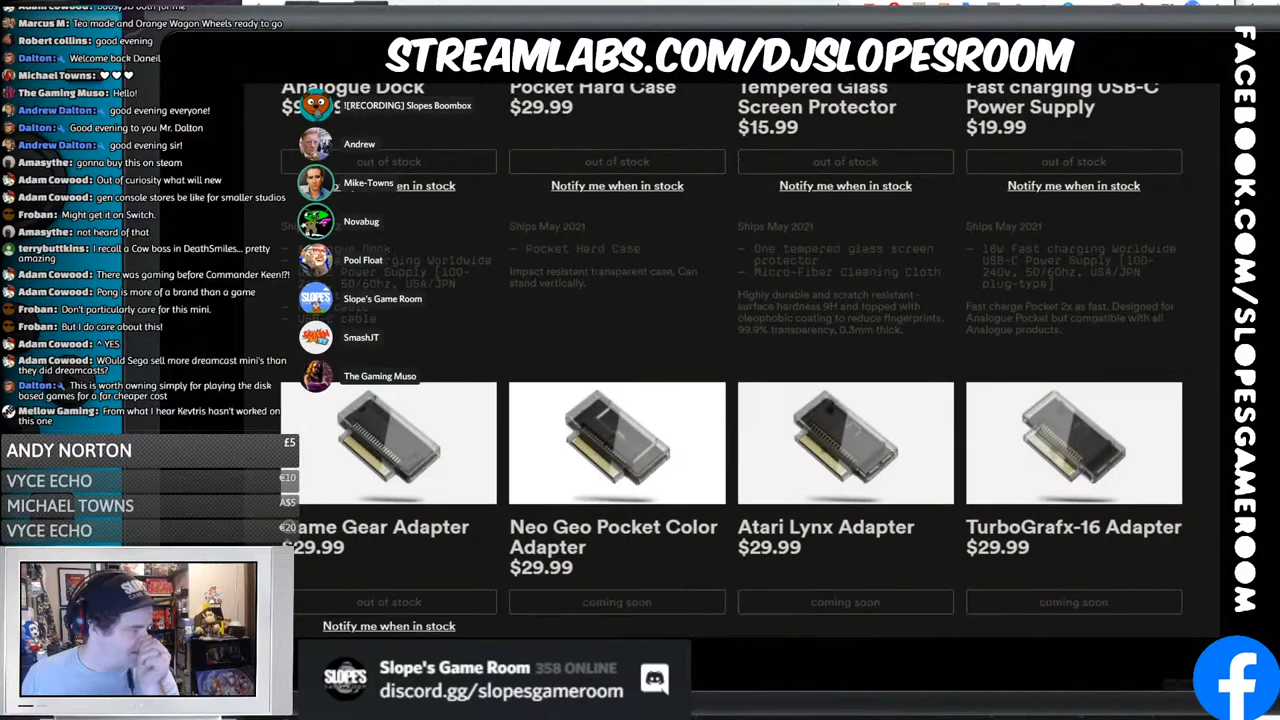 STREAMLABS.COM/DJSLOPESROOM
FACEBOOK.COM/SLOPESGAMEROOM
Marcus M: Tea made and Orange Wagon Wheels ready to go
Robert collins: good evening
Dalton: Welcome back Daneil
MichaelTowns:
The Gaming Muso: Hello!
Andrew Dalton: good evening everyone!
Dalton: Good evening to you Mr. Dalton
Andrew Dalton: good evening sir!
Amasythe: gonna buy this on steam
Adam Cowood: Out of curiosity what will new
Adam Cowood: gen console stores be like for smaller studios
Froban: Might get it on Switch.
Amasythe: not heard of that
terrybuttkins: I recall a Cow boss in DeathSmiles... pretty
amazing
Adam Cowood: There was gaming before Commander Keen!?!
Adam Cowood: Pong is more of a brand than a game
Froban: Don't particularly care for this mini.
Froban: But I do care about this!
Adam Cowood: ^ YES
Adam Cowood: WOuld Sega sell more dreamcast mini's than
they did dreamcasts?
Dalton: This is worth owning simply for playing the disk
based games for a far cheaper cost
Mellow Gaming: From what I hear Kevtris hasn't worked on
this one
ANDY NORTON £5
VYCE ECHO €10
MICHAEL TOWNS A$5
VYCE ECHO €20
![RECORDING] Slopes Boombox
Andrew
Mike-Towns
Novabug
Pool Float
Slope's Game Room
SmashJT
The Gaming Muso
Analogue Dock
out of stock
en in stock
Power Supply [100-
240v, 50/60hz, USA/JPN
Pocket Hard Case
$29.99
out of stock
Notify me when in stock
Ships May 2021
— Pocket Hard Case
Impact resistant transparent case. Can
stand vertically.
Tempered Glass
Screen Protector
$15.99
out of stock
Notify me when in stock
Ships May 2021
— One tempered glass screen
protector
— Micro-Fiber Cleaning Cloth
Highly durable and scratch resistant -
surface hardness 9H and topped with
oleophobic coating to reduce fingerprints.
99.9% transparency, 0.3mm thick.
Fast charging USB-C
Power Supply
$19.99
out of stock
Notify me when in stock
Ships May 2021
— 18W Fast charging Worldwide
USB-C Power Supply [100-
240v, 50/60hz, USA/JPN
plug-type]
Fast charge Pocket 2x as fast. Designed for
Analogue Pocket but compatible with all
Analogue products.
ame Gear Adapter
$29.99
out of stock
Notify me when in stock
Neo Geo Pocket Color
Adapter
$29.99
coming soon
Atari Lynx Adapter
$29.99
coming soon
TurboGrafx-16 Adapter
$29.99
coming soon
SLOPES
Slope's Game Room 358 ONLINE
discord.gg/slopesgameroom